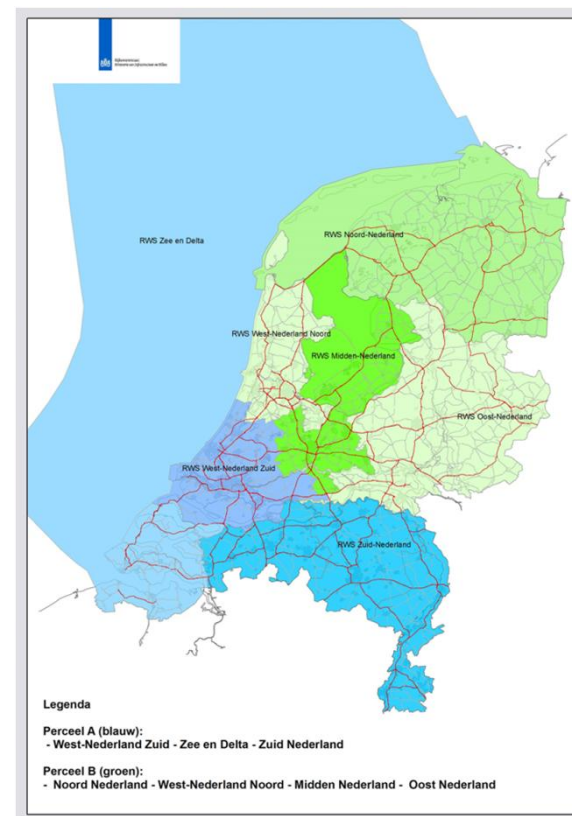 RWS Zee en Delta
RWS Noord-Nederland
RWS West-Nederland Noord
RWS Midden-Nederland
RWS Oost-Nederland
RWS West-Nederland Zuid
RWS Zuid-Nederland
Legenda
Perceel A (blauw):
- West-Nederland Zuid - Zee en Delta - Zuid Nederland
Perceel B (groen):
- Noord Nederland - West-Nederland Noord - Midden Nederland - Oost Nederland